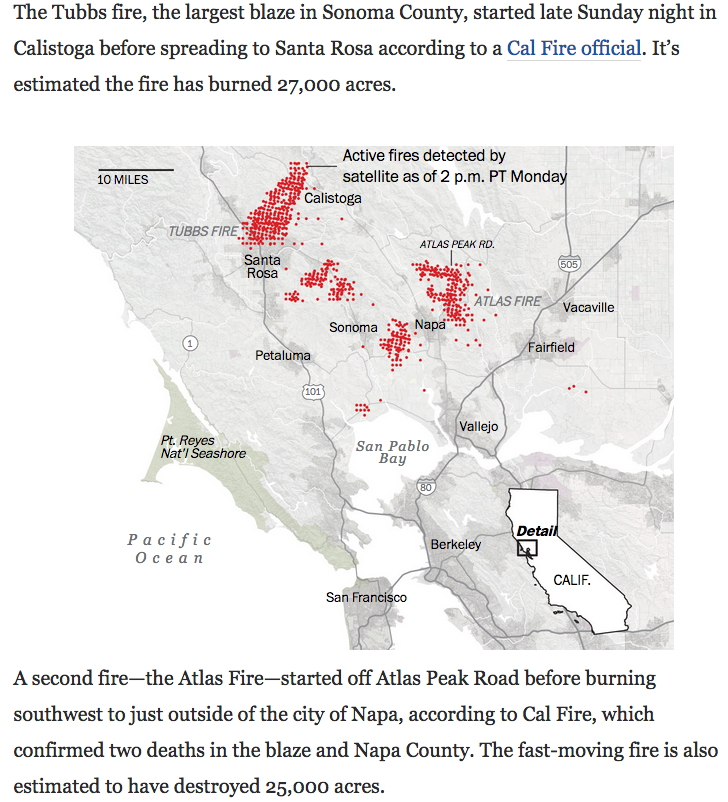 The Tubbs fire, the largest blaze in Sonoma County, started late Sunday night in
Calistoga before spreading to Santa Rosa according to a Cal Fire official. It’s
estimated the fire has burned 27,000 acres.
10 MILES
Active fires detected by
satellite as of 2 p.m. PT Monday
Calistoga
TUBBS FIRE
Santa
Rosa
ATLAS PEAK RD.
505
ATLAS FIRE
Vacaville
Sonoma
Napa
1
Petaluma
Fairfield
101
Vallejo
Pt. Reyes
Nat'l Seashore
San Pablo
Bay
80
Pacific
Ocean
Berkeley
Detail
CALIF.
San Francisco
A second fire—the Atlas Fire—started off Atlas Peak Road before burning
southwest to just outside of the city of Napa, according to Cal Fire, which
confirmed two deaths in the blaze and Napa County. The fast-moving fire is also
estimated to have destroyed 25,000 acres.